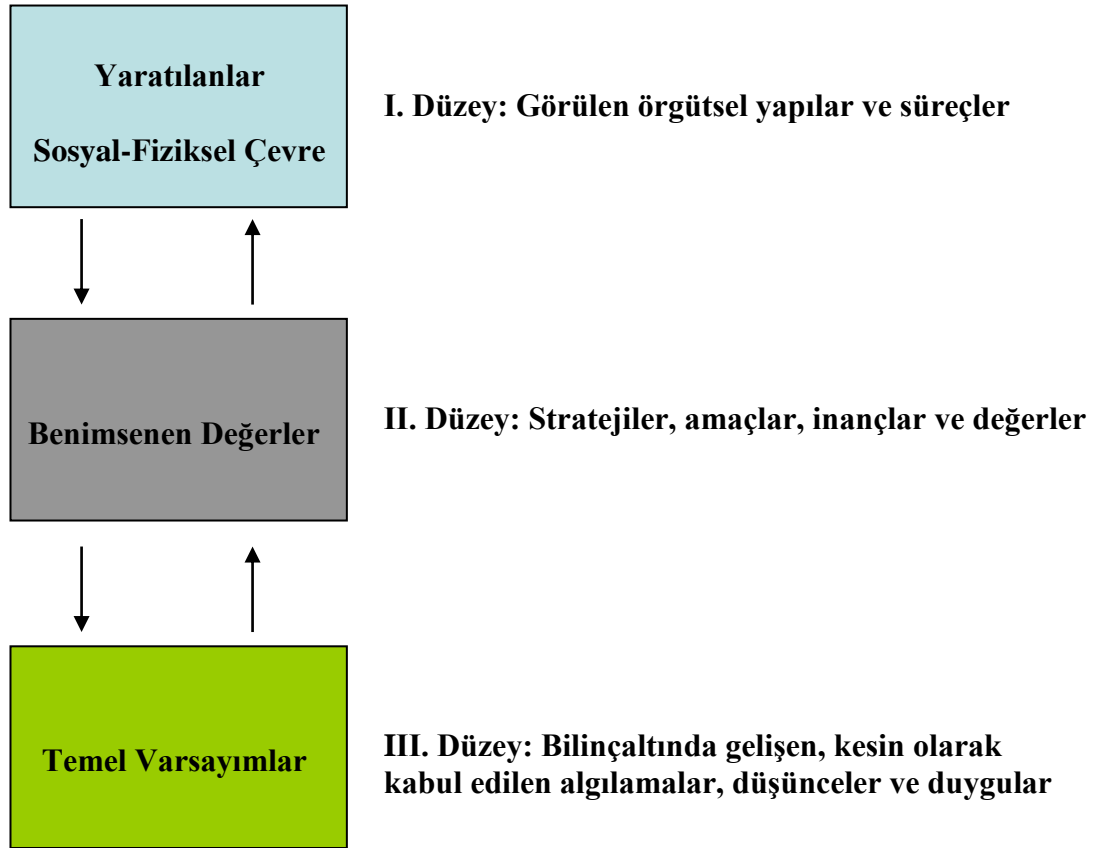 Yaratılanlar
Sosyal-Fiziksel Çevre
I. Düzey: Görülen örgütsel yapılar ve süreçler
Benimsenen Değerler
II. Düzey: Stratejiler, amaçlar, inançlar ve değerler
Temel Varsayımlar
III. Düzey: Bilinçaltında gelişen, kesin olarak
kabul edilen algılamalar, düşünceler ve duygular